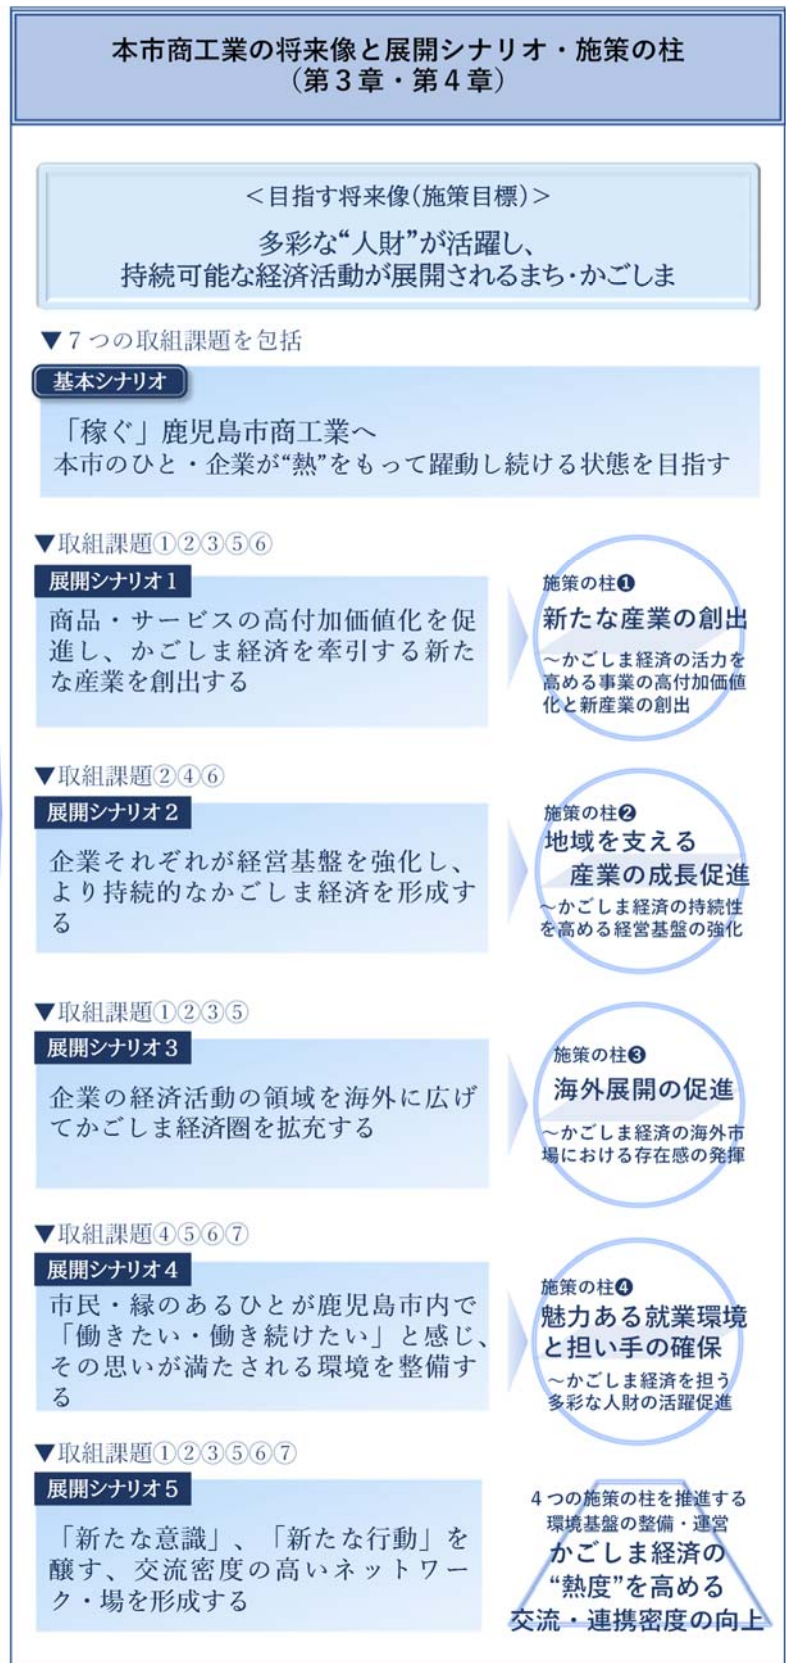 本市商工業の将来像と展開シナリオ・施策の柱
（第３章・第４章）
＜目指す将来像(施策目標)＞
多彩な“人財”が活躍し、
持続可能な経済活動が展開されるまち・かごしま
▼７つの取組課題を包括
基本シナリオ
「稼ぐ」鹿児島市商工業へ
本市のひと・企業が“熱”をもって躍動し続ける状態を目指す
▼取組課題①②③⑤⑥
展開シナリオ１
商品・サービスの高付加価値化を促
進し、かごしま経済を牽引する新た
な産業を創出する
施策の柱❶
新たな産業の創出
～かごしま経済の活力を
高める事業の高付加価値
化と新産業の創出
▼取組課題②④⑥
展開シナリオ２
企業それぞれが経営基盤を強化し、
より持続的なかごしま経済を形成す
る
施策の柱❷
地域を支える
産業の成長促進
～かごしま経済の持続性
を高める経営基盤の強化
▼取組課題①②③⑤
展開シナリオ３
企業の経済活動の領域を海外に広げ
てかごしま経済圏を拡充する
施策の柱❸
海外展開の促進
～かごしま経済の海外市
場における存在感の発揮
▼取組課題④⑤⑥⑦
展開シナリオ４
市民・縁のあるひとが鹿児島市内で
「働きたい・働き続けたい」と感じ、
その思いが満たされる環境を整備す
る
施策の柱❹
魅力ある就業環境
と担い手の確保
～かごしま経済を担う
多彩な人財の活躍促進
▼取組課題①②③⑤⑥⑦
展開シナリオ５
「新たな意識」、「新たな行動」を
醸す、交流密度の高いネットワー
ク・場を形成する
４つの施策の柱を推進する
環境基盤の整備・運営
かごしま経済の
“熱度”を高める
交流・連携密度の向上